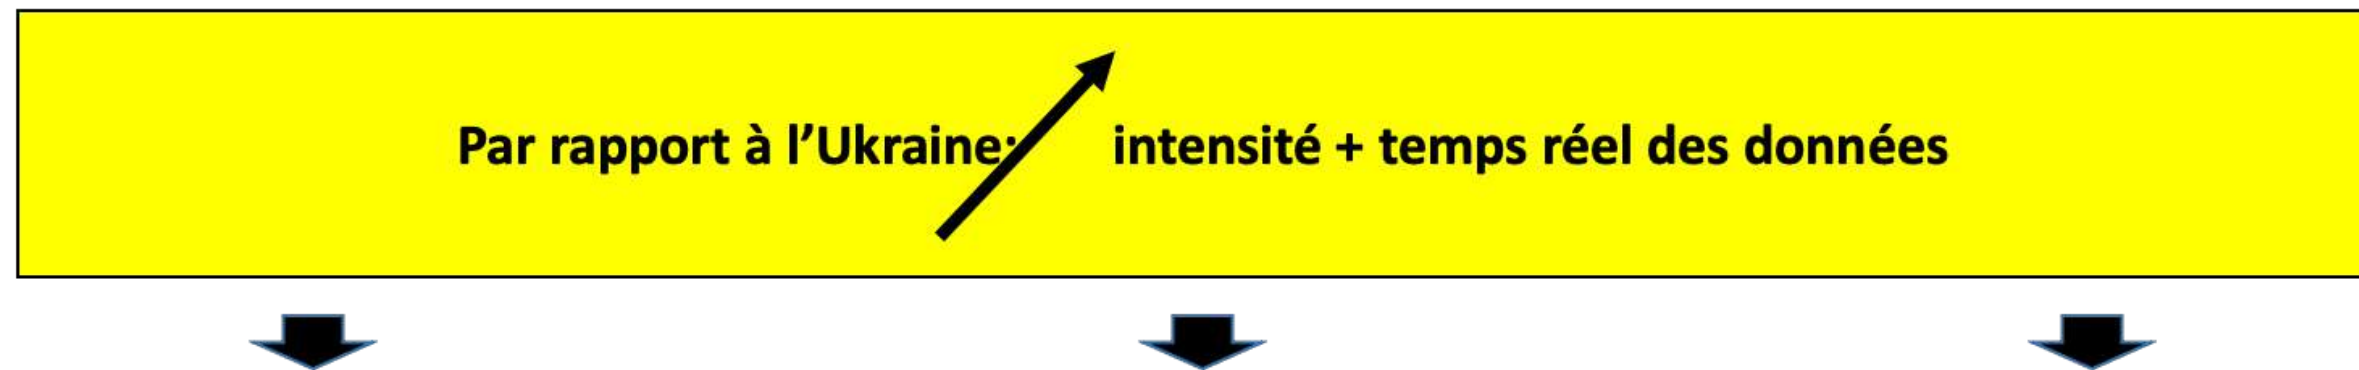 Par rapport à l’Ukraine: intensité + temps réel des données